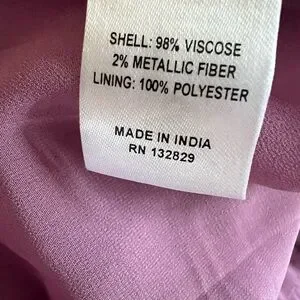 SHELL: 98% VISCOSE
2% METALLIC FIBER
LINING: 100% POLYESTER
MADE IN INDIA
RN 132829